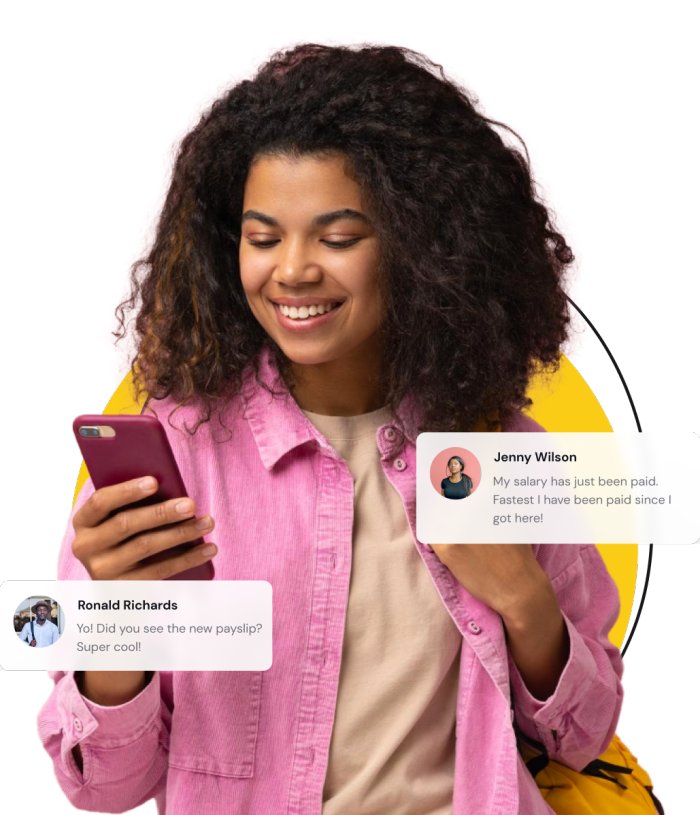 Jenny Wilson
My salary has just been paid.
Fastest I have been paid since I
got here!
Ronald Richards
Yo! Did you see the new payslip?
Super cool!